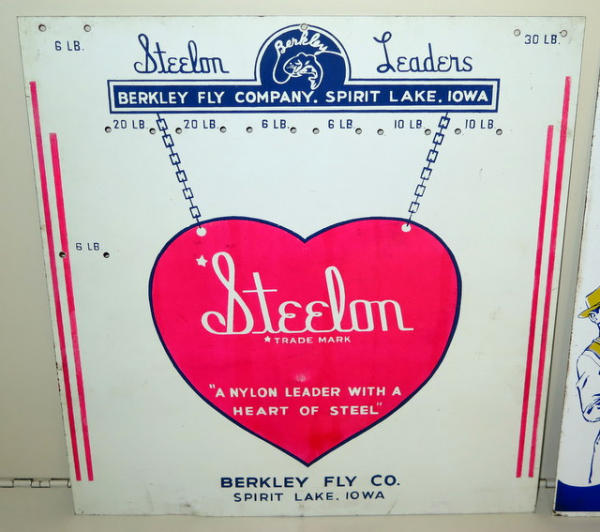 6 LB.
Steelon Berkley Leaders
30 LB.
BERKLEY FLY COMPANY. SPIRIT LAKE. IOWA
20 LB 20 LB. 6 LB. 6 LB. 10 LB 10 LB.
6 LB
*Steelon
*TRADE MARK
"A NYLON LEADER WITH A
HEART OF STEEL"
BERKLEY FLY CO.
SPIRIT LAKE. IOWA